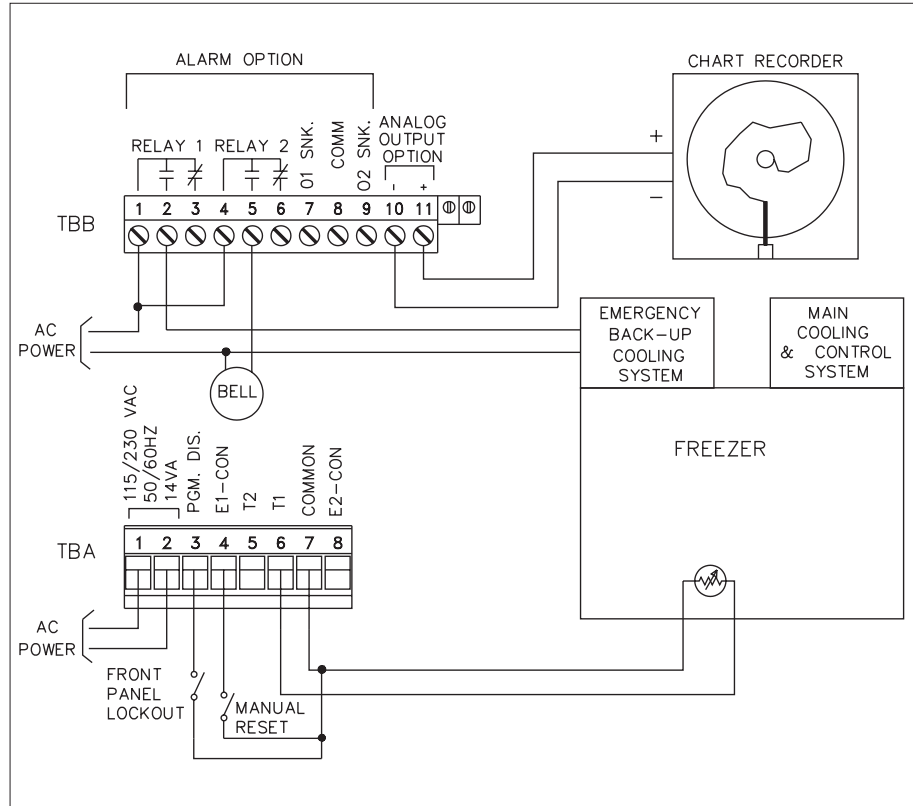 ALARM OPTION
CHART RECORDER
RELAY 1
RELAY 2
O1 SNK.
COMM
O2 SNK.
ANALOG
OUTPUT
OPTION
- +
+
−
TBB
1 2 3 4 5 6 7 8 9 10 11
AC
POWER
BELL
EMERGENCY
BACK-UP
COOLING
SYSTEM
MAIN
COOLING
& CONTROL
SYSTEM
FREEZER
115/230 VAC
50/60HZ
14VA
PGM. DIS.
E1-CON
T2
T1
COMMON
E2-CON
TBA
1 2 3 4 5 6 7 8
AC
POWER
FRONT
PANEL
LOCKOUT
MANUAL
RESET